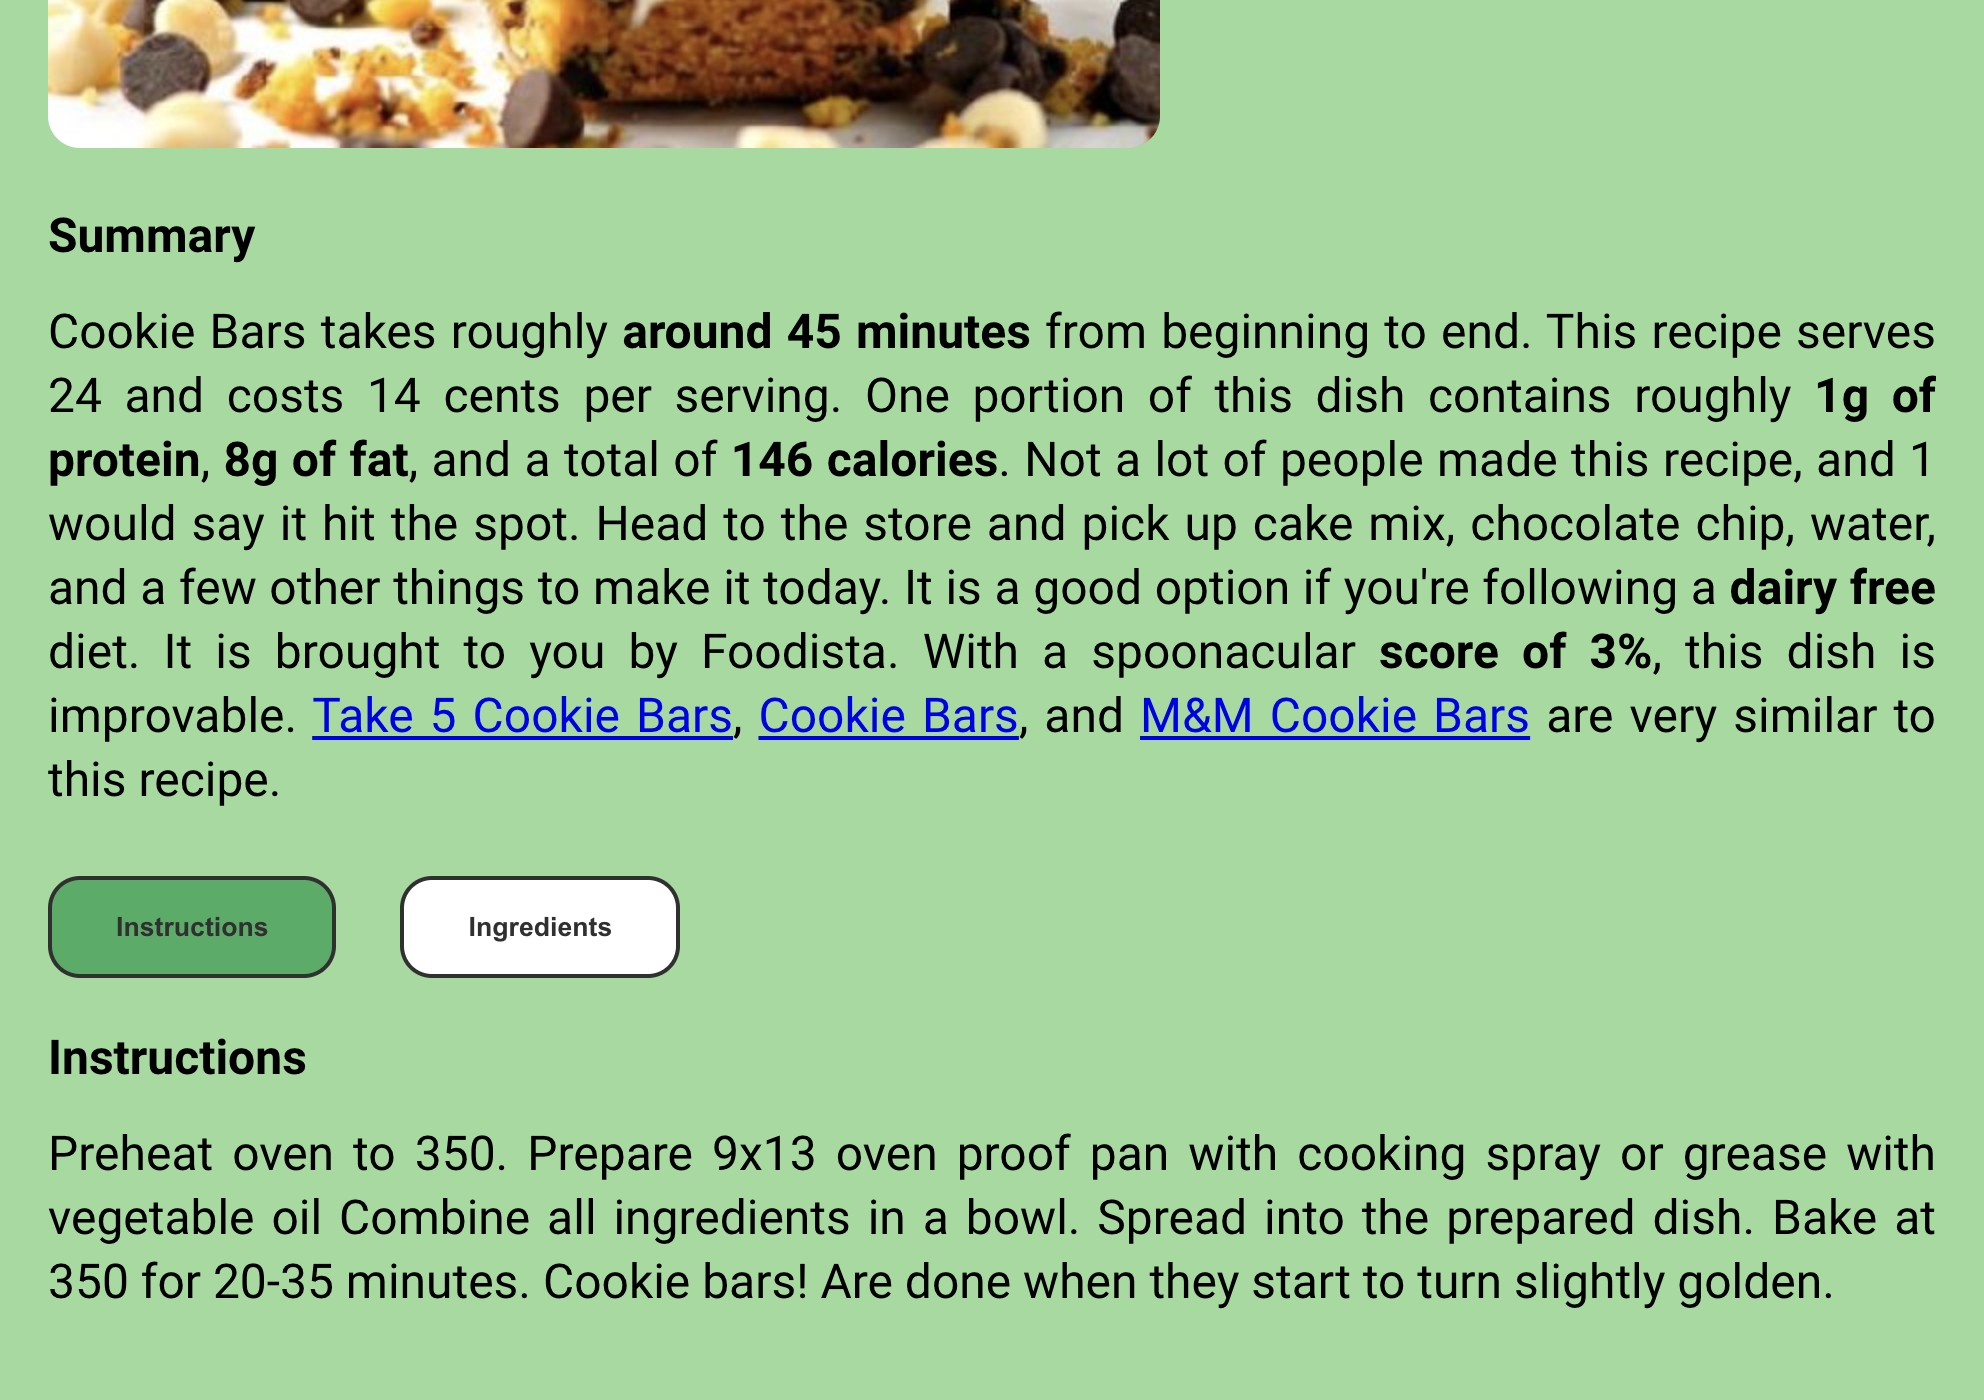 Summary
Cookie Bars takes roughly around 45 minutes from beginning to end. This recipe serves
24 and costs 14 cents per serving. One portion of this dish contains roughly 1g of
protein, 8g of fat, and a total of 146 calories. Not a lot of people made this recipe, and 1
would say it hit the spot. Head to the store and pick up cake mix, chocolate chip, water,
and a few other things to make it today. It is a good option if you're following a dairy free
diet. It is brought to you by Foodista. With a spoonacular score of 3%, this dish is
improvable. Take 5 Cookie Bars, Cookie Bars, and M&M Cookie Bars are very similar to
this recipe.
Instructions Ingredients
Instructions
Preheat oven to 350. Prepare 9x13 oven proof pan with cooking spray or grease with
vegetable oil Combine all ingredients in a bowl. Spread into the prepared dish. Bake at
350 for 20-35 minutes. Cookie bars! Are done when they start to turn slightly golden.